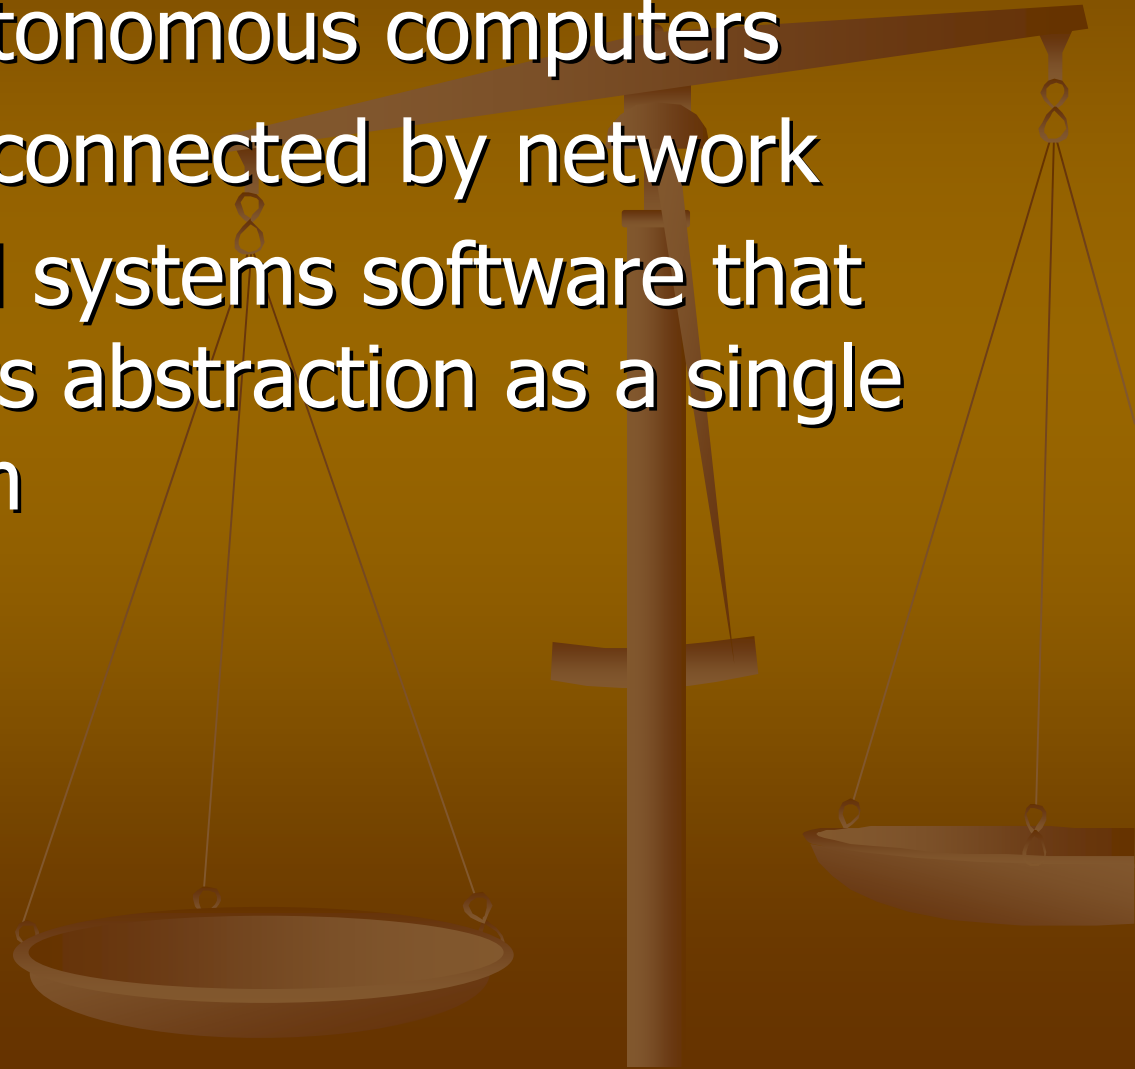 tonomous computers
connected by network
systems software that
s abstraction as a single